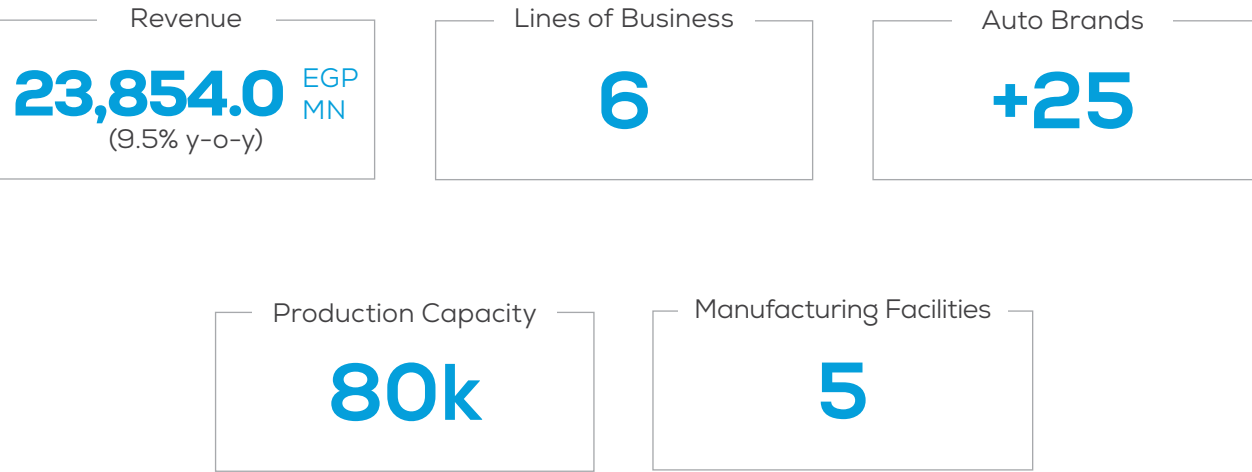 Revenue
23,854.0 EGP MN
(9.5% y-o-y)
Lines of Business
6
Auto Brands
+25
Production Capacity
80k
Manufacturing Facilities
5